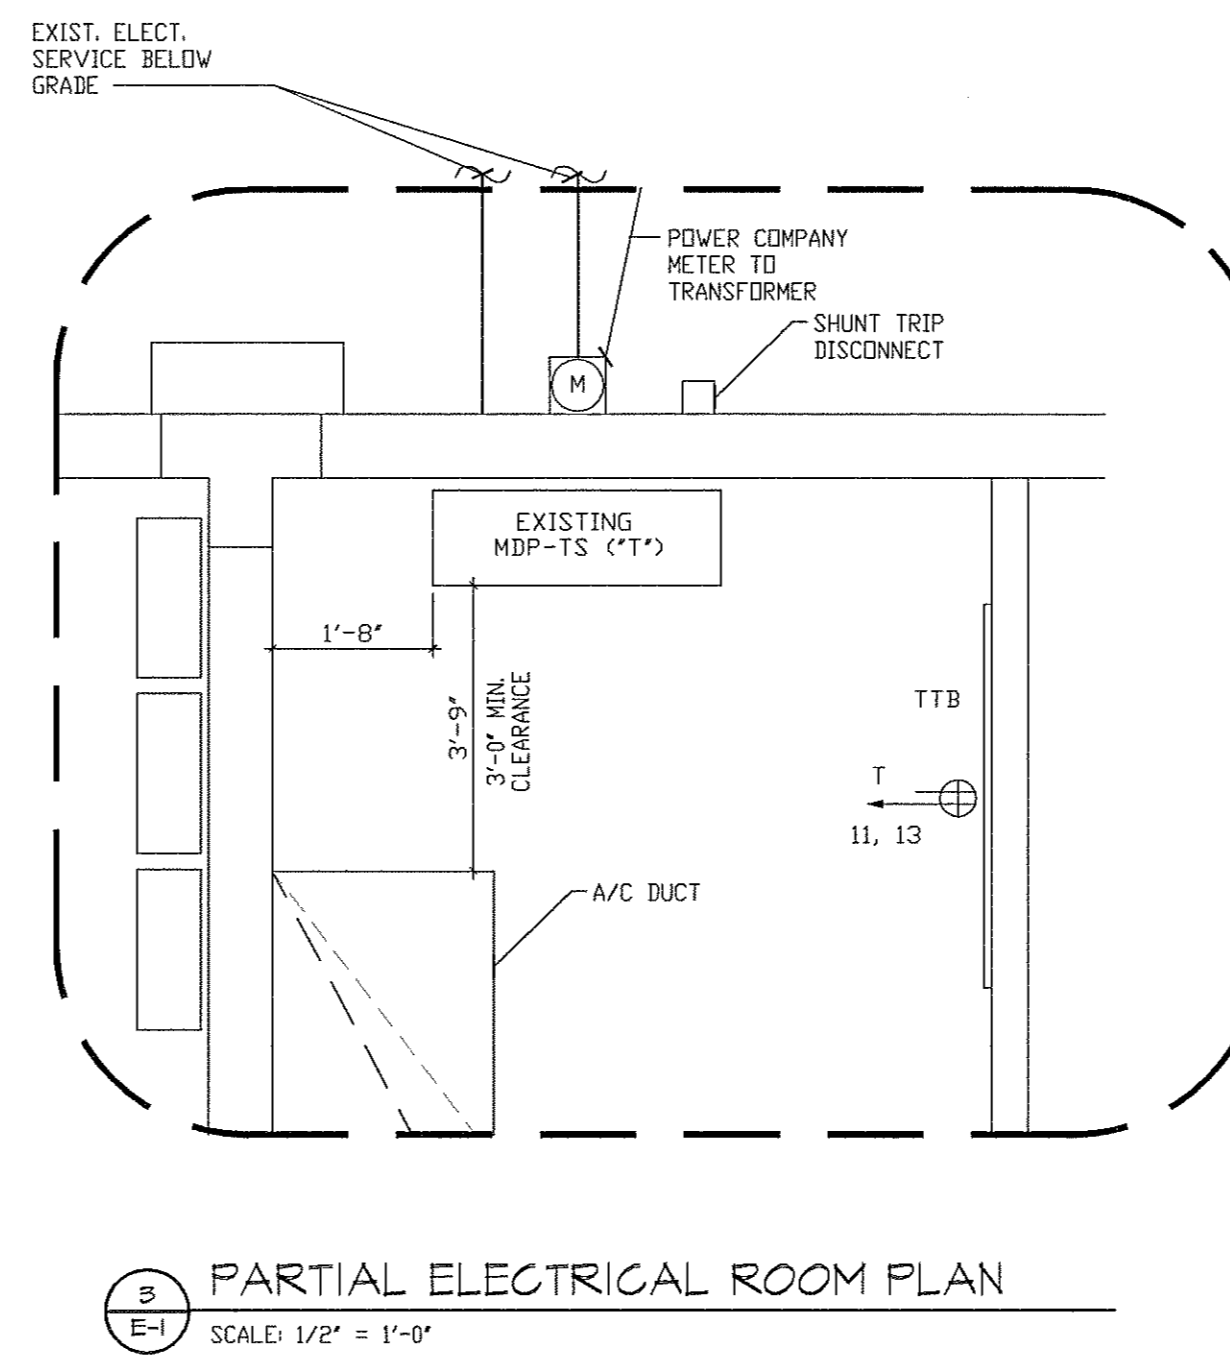 EXIST. ELECT.
SERVICE BELOW
GRADE
POWER COMPANY
METER TO
TRANSFORMER
SHUNT TRIP
DISCONNECT
M
EXISTING
MDP-TS ("T")
1'-8"
3'-9"
3'-0" MIN.
CLEARANCE
TTB
T
11, 13
A/C DUCT
3
E-1
PARTIAL ELECTRICAL ROOM PLAN
SCALE: 1/2" = 1'-0"